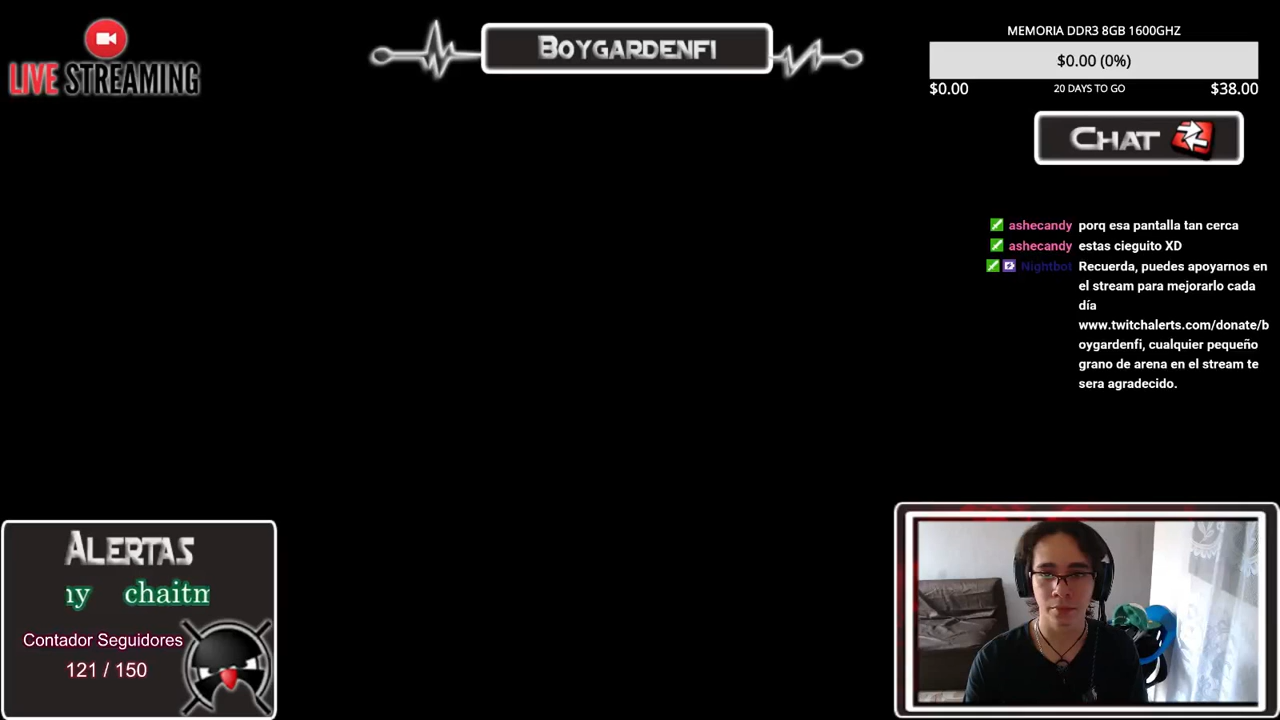 LIVE STREAMING
BOYGARDENFI
MEMORIA DDR3 8GB 1600GHZ
$0.00 (0%)
$0.00 20 DAYS TO GO $38.00
CHAT
ashecandy porq esa pantalla tan cerca
ashecandy estas cieguito XD
Nightbot Recuerda, puedes apoyarnos en
el stream para mejorarlo cada
día
www.twitchalerts.com/donate/b
oygardenfi, cualquier pequeño
grano de arena en el stream te
sera agradecido.
ALERTAS
ny chaitm
Contador Seguidores
121 / 150